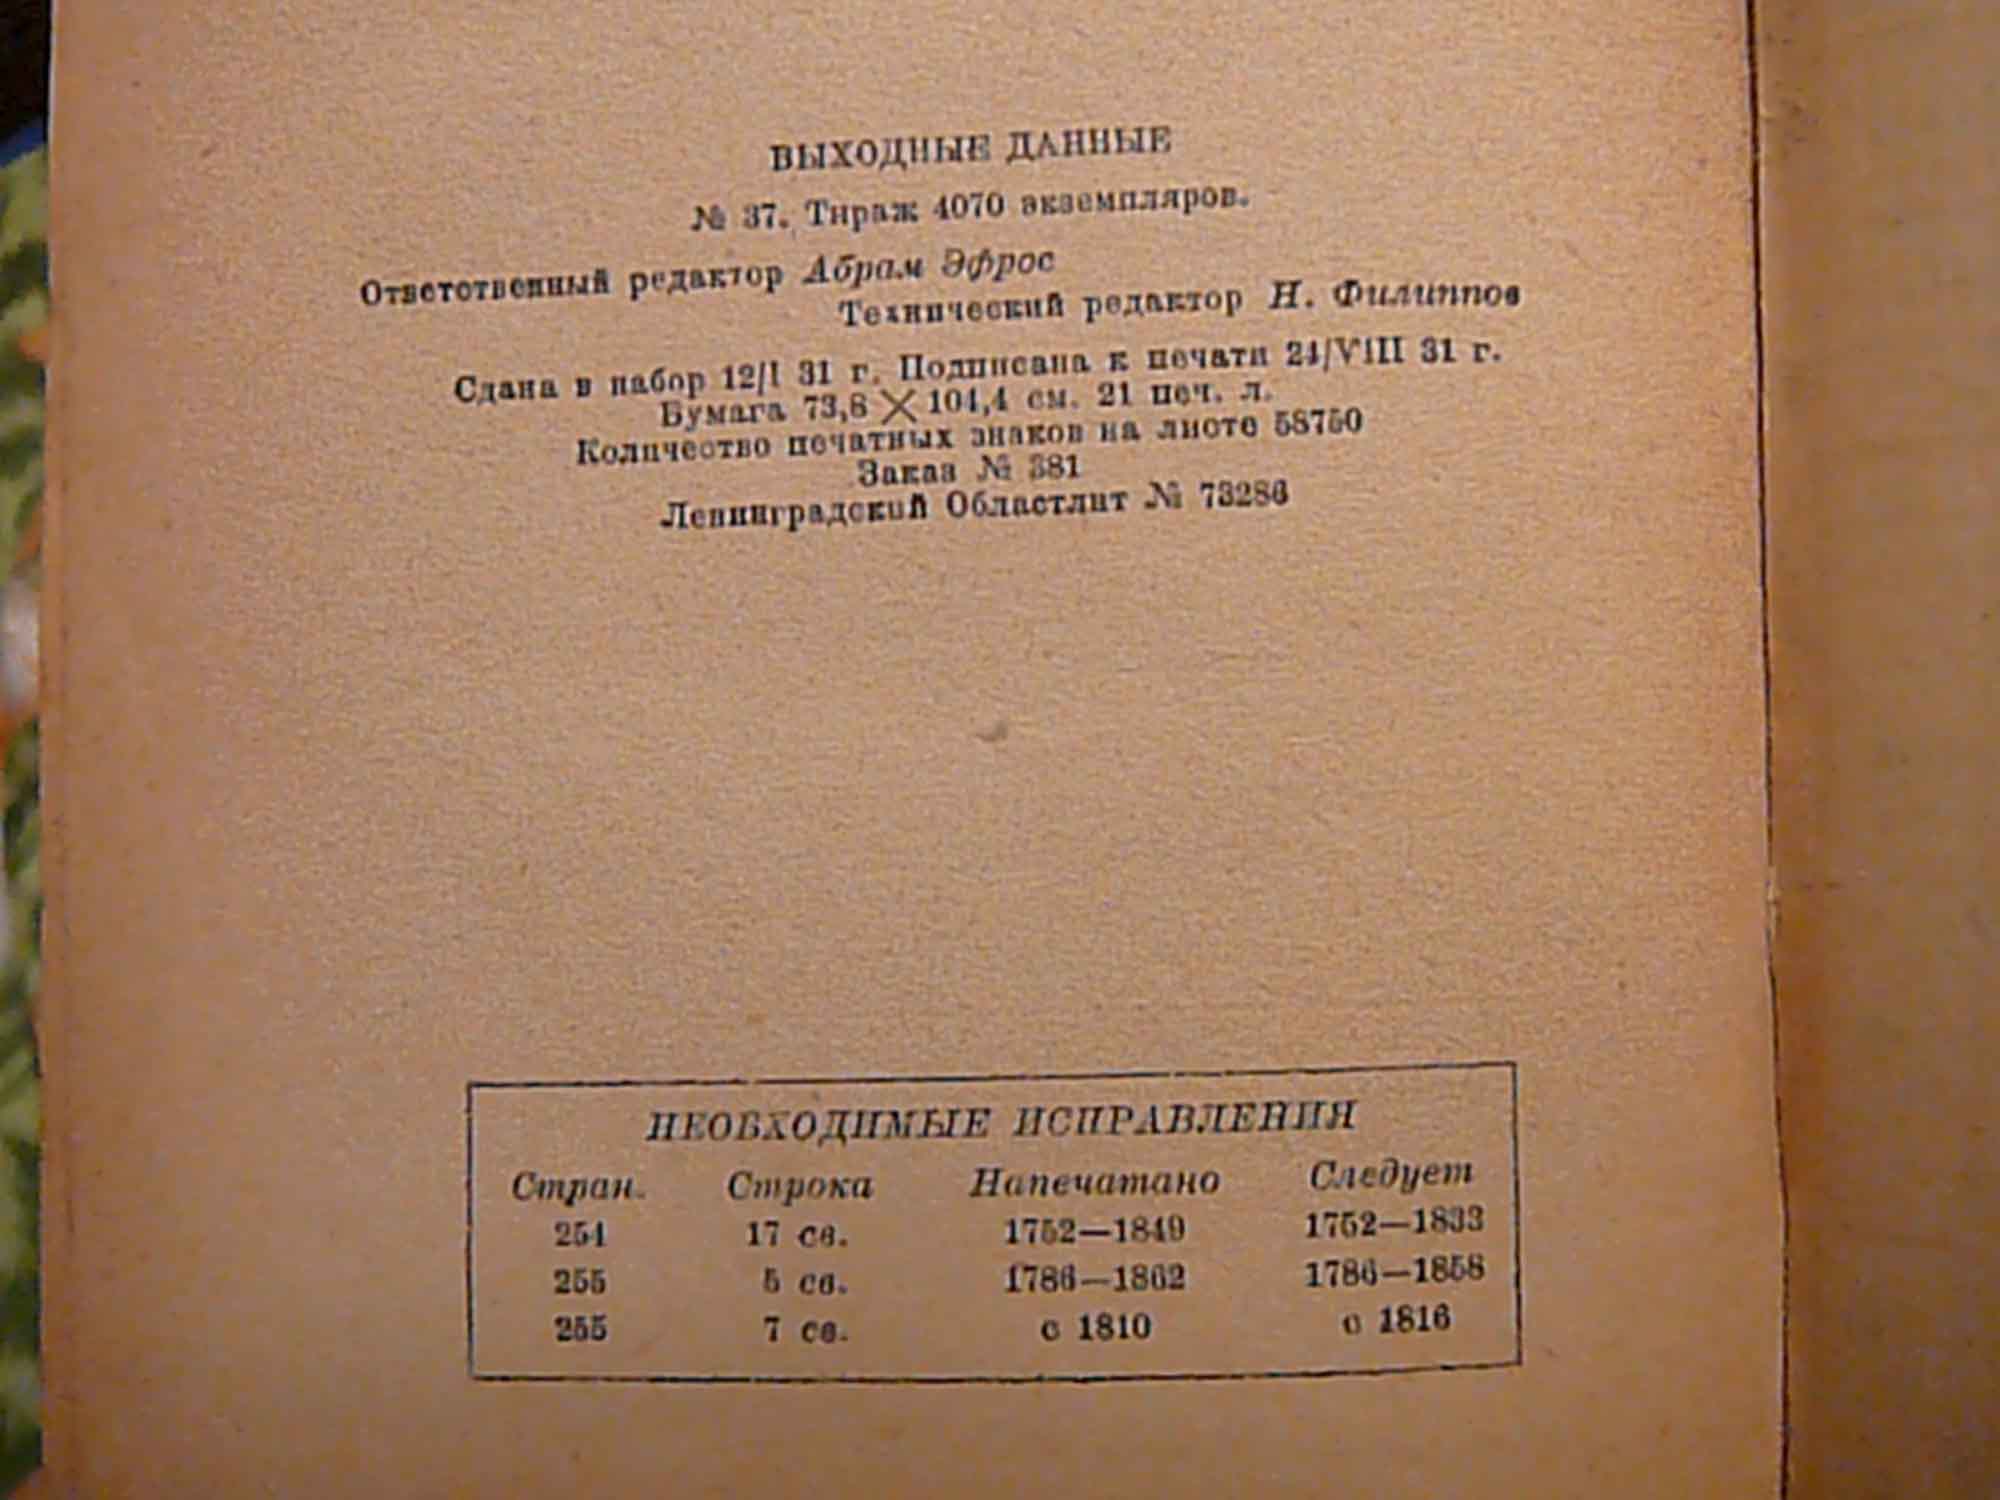 ВЫХОДНЫЕ ДАННЫЕ
№ 37. Тираж 4070 экземпляров.
Ответственный редактор Абрам Эфрос
Технический редактор Н. Филиппов
Сдана в набор 12/I 31 г. Подписана к печати 24/VIII 31 г.
Бумага 73,8 × 104,4 см. 21 печ. л.
Количество печатных знаков на листе 58750
Заказ № 381
Ленинградский Областлит № 73286
НЕОБХОДИМЫЕ ИСПРАВЛЕНИЯ
Стран. Строка Напечатано Следует
254 17 св. 1752—1849 1752—1833
255 5 св. 1786—1862 1786—1858
255 7 св. с 1810 с 1816